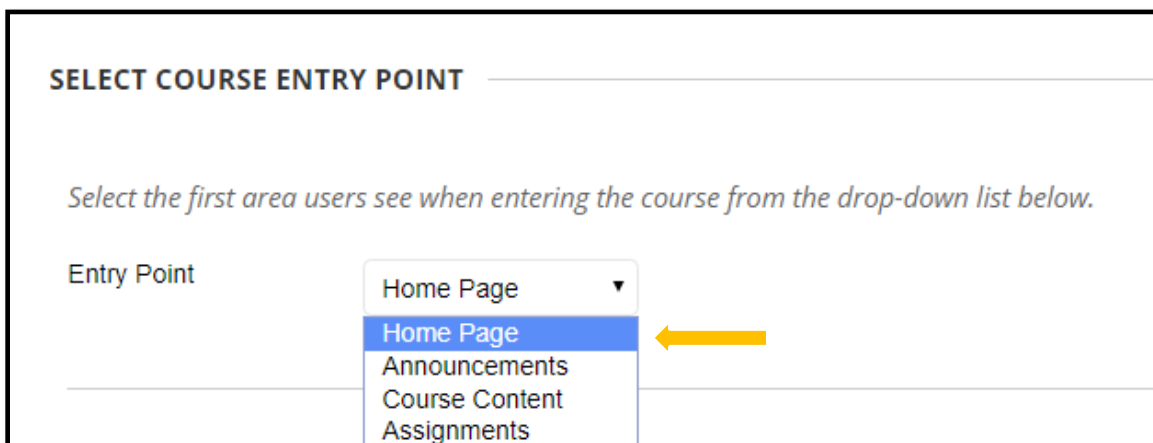 SELECT COURSE ENTRY POINT
Select the first area users see when entering the course from the drop-down list below.
Entry Point
Home Page
Home Page
Announcements
Course Content
Assignments